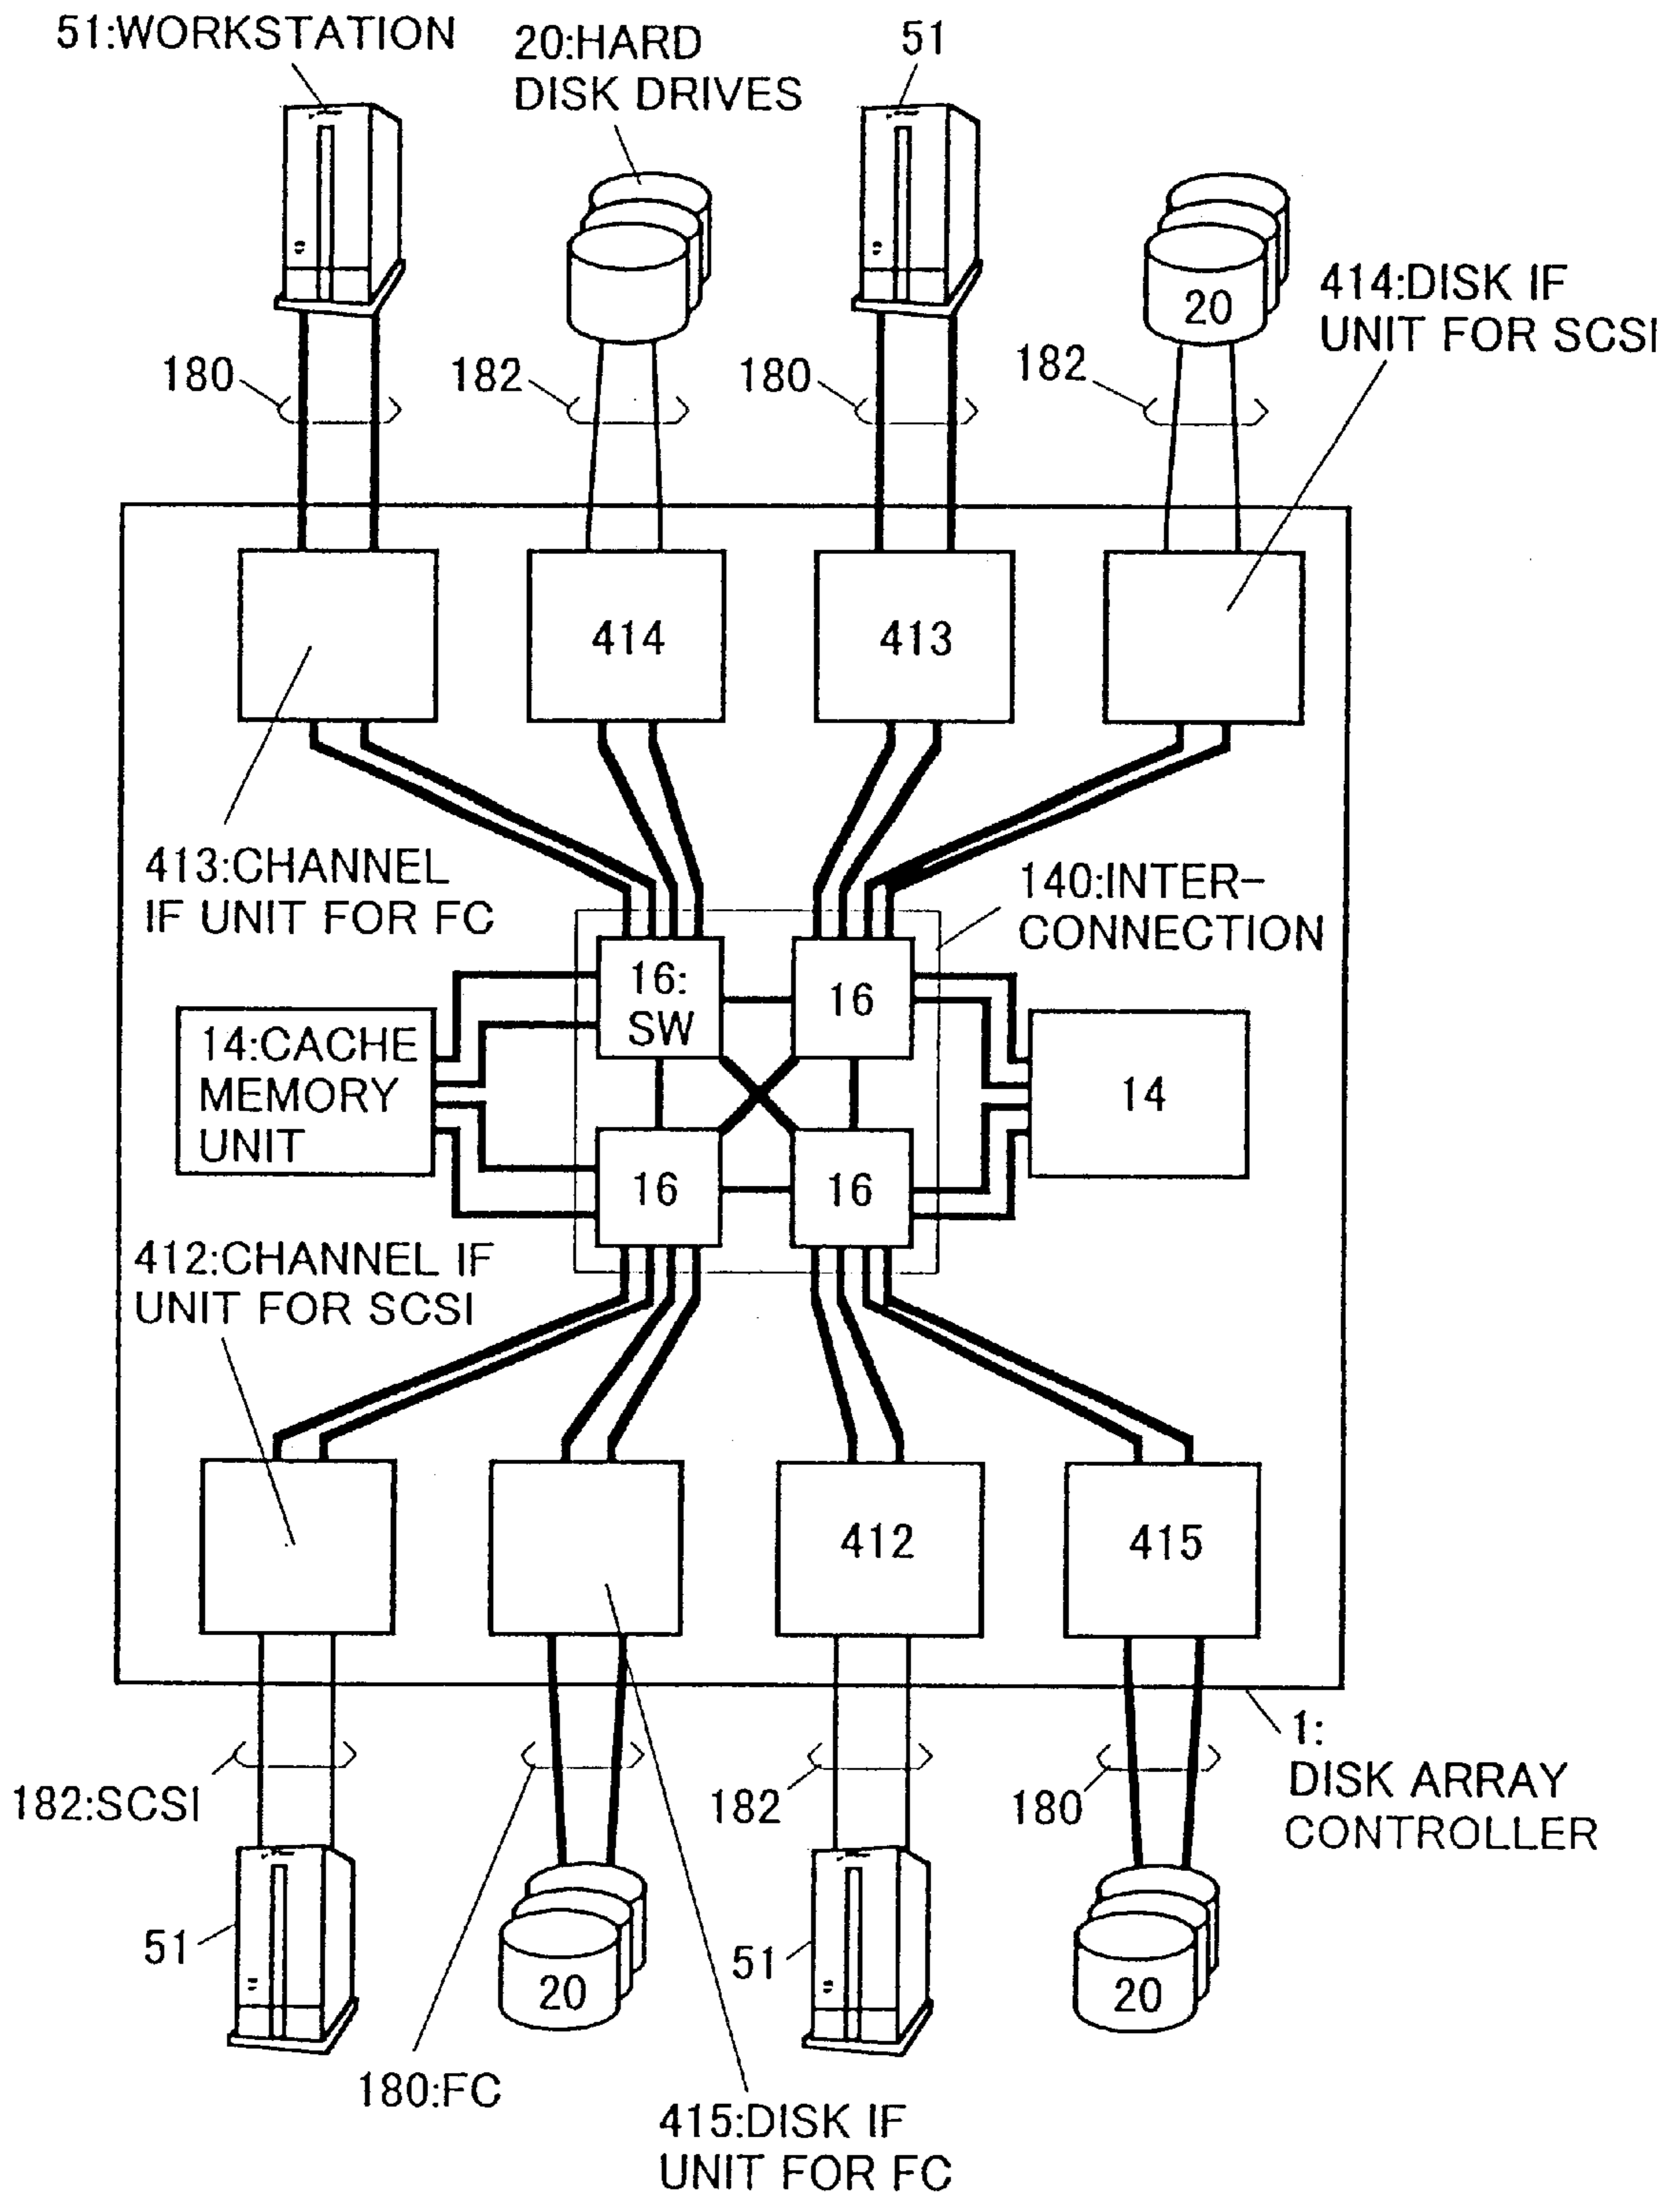 51:WORKSTATION
20:HARD
DISK DRIVES
51
20
414:DISK IF
UNIT FOR SCSI
180
182
180
182
414
413
413:CHANNEL
IF UNIT FOR FC
140:INTER-
CONNECTION
16:
SW
16
14:CACHE
MEMORY
UNIT
14
16
16
412:CHANNEL IF
UNIT FOR SCSI
412
415
1:
DISK ARRAY
CONTROLLER
182:SCSI
182
180
51
20
51
20
180:FC
415:DISK IF
UNIT FOR FC